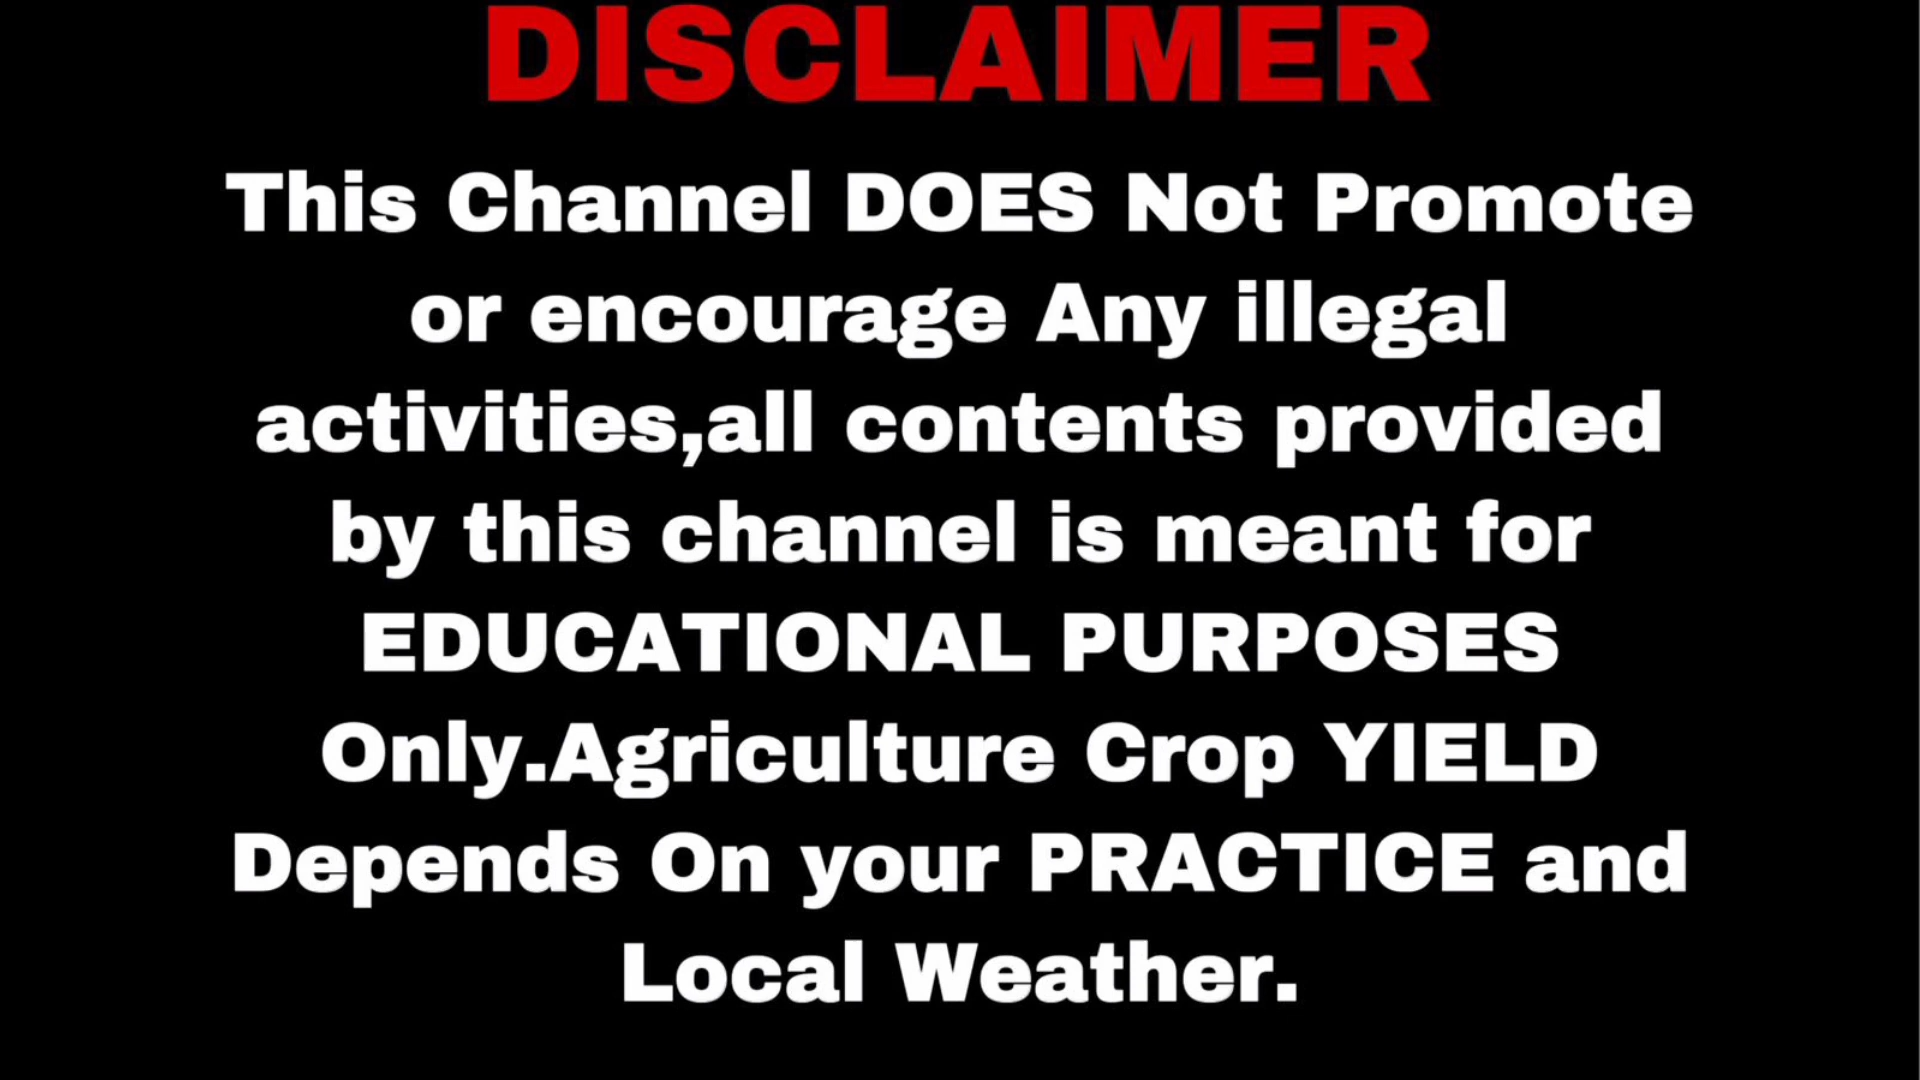 DISCLAIMER
This Channel DOES Not Promote
or encourage Any illegal
activities,all contents provided
by this channel is meant for
EDUCATIONAL PURPOSES
Only.Agriculture Crop YIELD
Depends On your PRACTICE and
Local Weather.